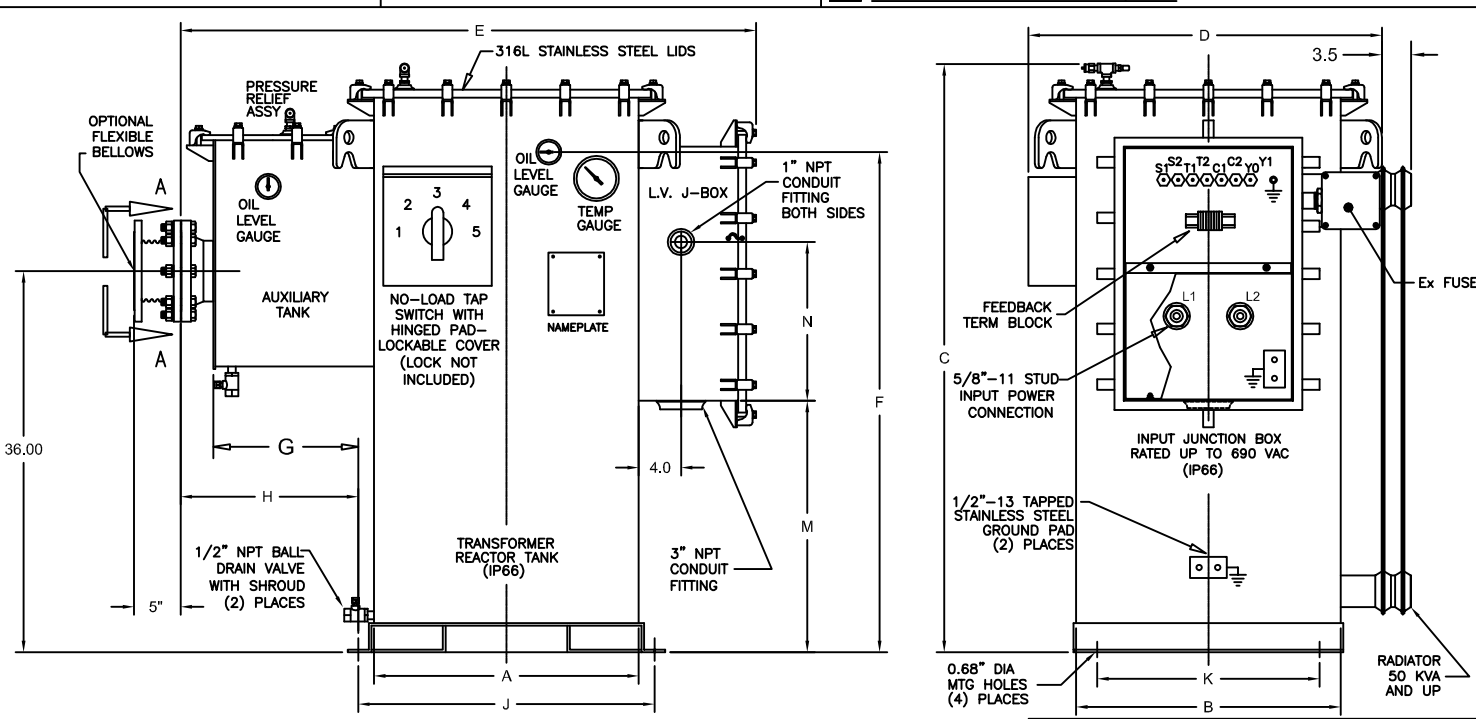 E
316L STAINLESS STEEL LIDS
PRESSURE
RELIEF
ASSY
OPTIONAL
FLEXIBLE
BELLOWS
A
A
OIL
LEVEL
GAUGE
AUXILIARY
TANK
1
2
3
4
5
NO-LOAD TAP
SWITCH WITH
HINGED PAD-
LOCKABLE COVER
(LOCK NOT
INCLUDED)
OIL
LEVEL
GAUGE
TEMP
GAUGE
NAMEPLATE
L.V. J-BOX
1" NPT
CONDUIT
FITTING
BOTH SIDES
N
F
M
4.0
3" NPT
CONDUIT
FITTING
TRANSFORMER
REACTOR TANK
(IP66)
36.00
G
H
1/2" NPT BALL
DRAIN VALVE
WITH SHROUD
(2) PLACES
5"
A
J
D
3.5
C
S1 S2 T1 T2 C1 C2 Y0 Y1
FEEDBACK
TERM BLOCK
Ex FUSE
L1
L2
5/8"-11 STUD
INPUT POWER
CONNECTION
INPUT JUNCTION BOX
RATED UP TO 690 VAC
(IP66)
1/2"-13 TAPPED
STAINLESS STEEL
GROUND PAD
(2) PLACES
0.68" DIA
MTG HOLES
(4) PLACES
K
B
RADIATOR
50 KVA
AND UP